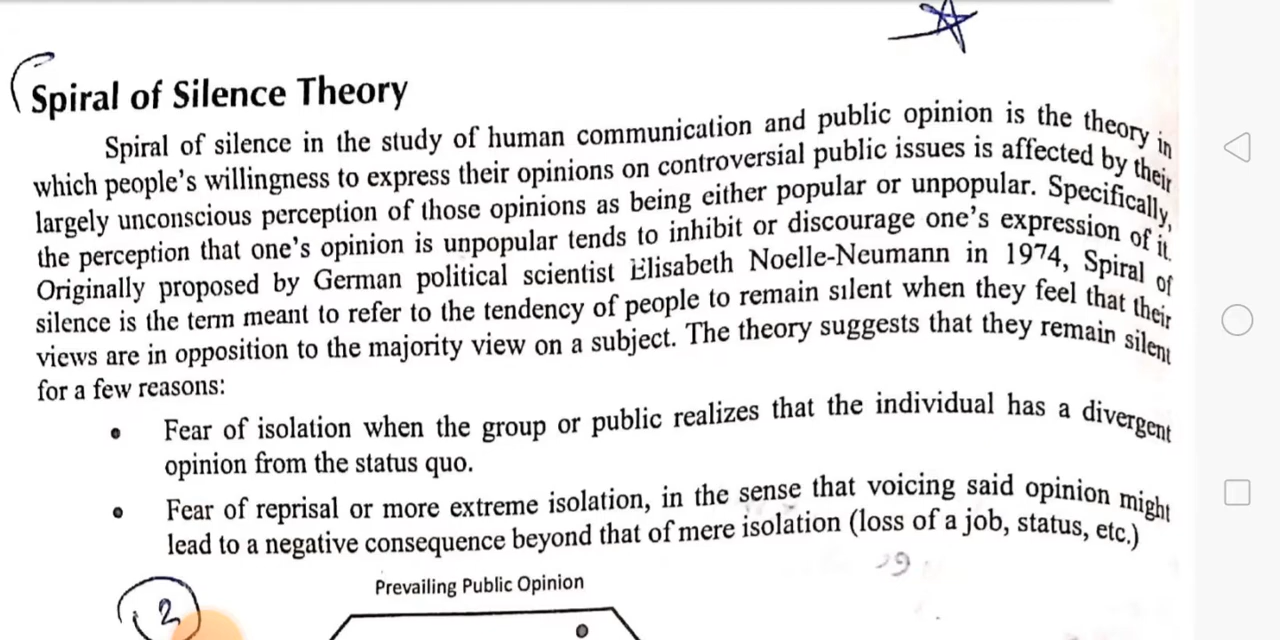 Spiral of Silence Theory
Spiral of silence in the study of human communication and public opinion is the theory in
which people's willingness to express their opinions on controversial public issues is affected by their
largely unconscious perception of those opinions as being either popular or unpopular. Specifically,
the perception that one's opinion is unpopular tends to inhibit or discourage one's expression of it.
Originally proposed by German political scientist Elisabeth Noelle-Neumann in 1974, Spiral of
silence is the term meant to refer to the tendency of people to remain silent when they feel that their
views are in opposition to the majority view on a subject. The theory suggests that they remain silent
for a few reasons:
• Fear of isolation when the group or public realizes that the individual has a divergent
opinion from the status quo.
• Fear of reprisal or more extreme isolation, in the sense that voicing said opinion might
lead to a negative consequence beyond that of mere isolation (loss of a job, status, etc.)
Prevailing Public Opinion
2